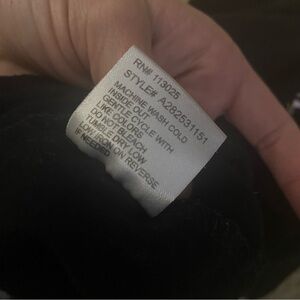 RN# 113025
STYLE# A282531151
MACHINE WASH COLD
INSIDE OUT
GENTLE CYCLE WITH
LIKE COLORS
DO NOT BLEACH
TUMBLE DRY LOW
LOW IRON ON REVERSE
IF NEEDED